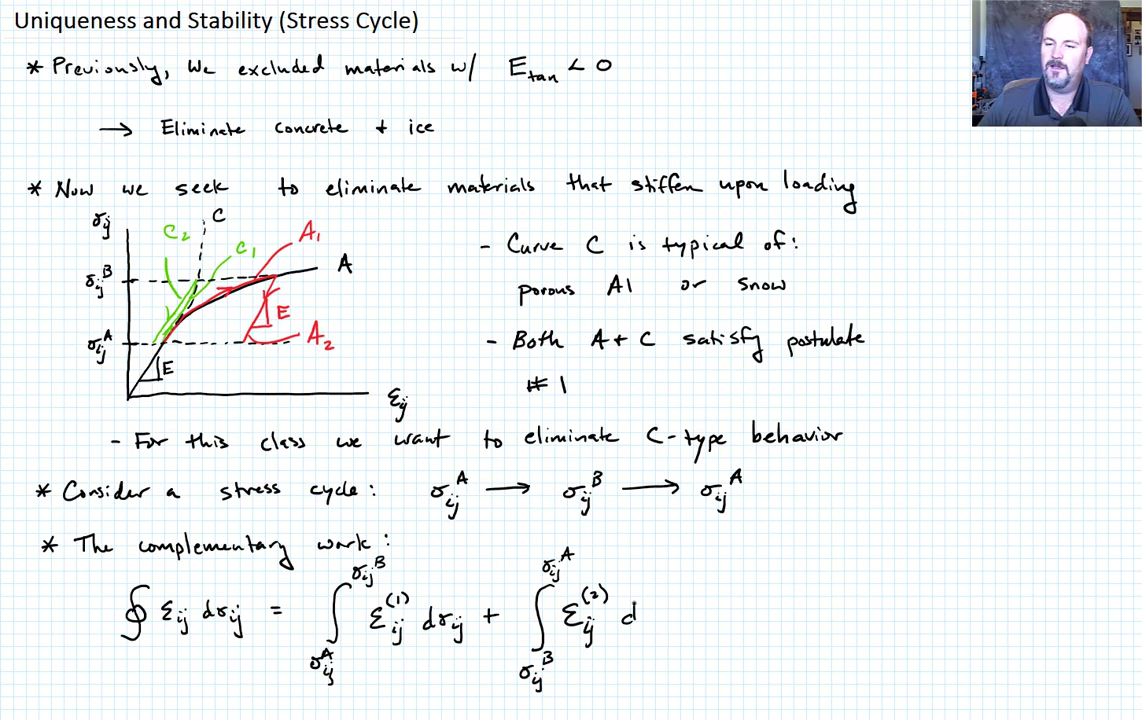 Uniqueness and Stability (Stress Cycle)
* Previously, we excluded materials w/ E_tan < 0
→ Eliminate concrete + ice
* Now we seek to eliminate materials that stiffen upon loading
σ_ij
C
C_2
C_1
A_1
A
σ_ij^B
E
σ_ij^A
A_2
E
ε_ij
- Curve C is typical of:
porous Al or snow
- Both A + C satisfy postulate
# 1
- For this class we want to eliminate C-type behavior
* Consider a stress cycle: σ_ij^A → σ_ij^B → σ_ij^A
* The complementary work:
∮ ε_ij dσ_ij = ∫_{σ_ij^A}^{σ_ij^B} ε_ij^(1) dσ_ij + ∫_{σ_ij^B}^{σ_ij^A} ε_ij^(2) d